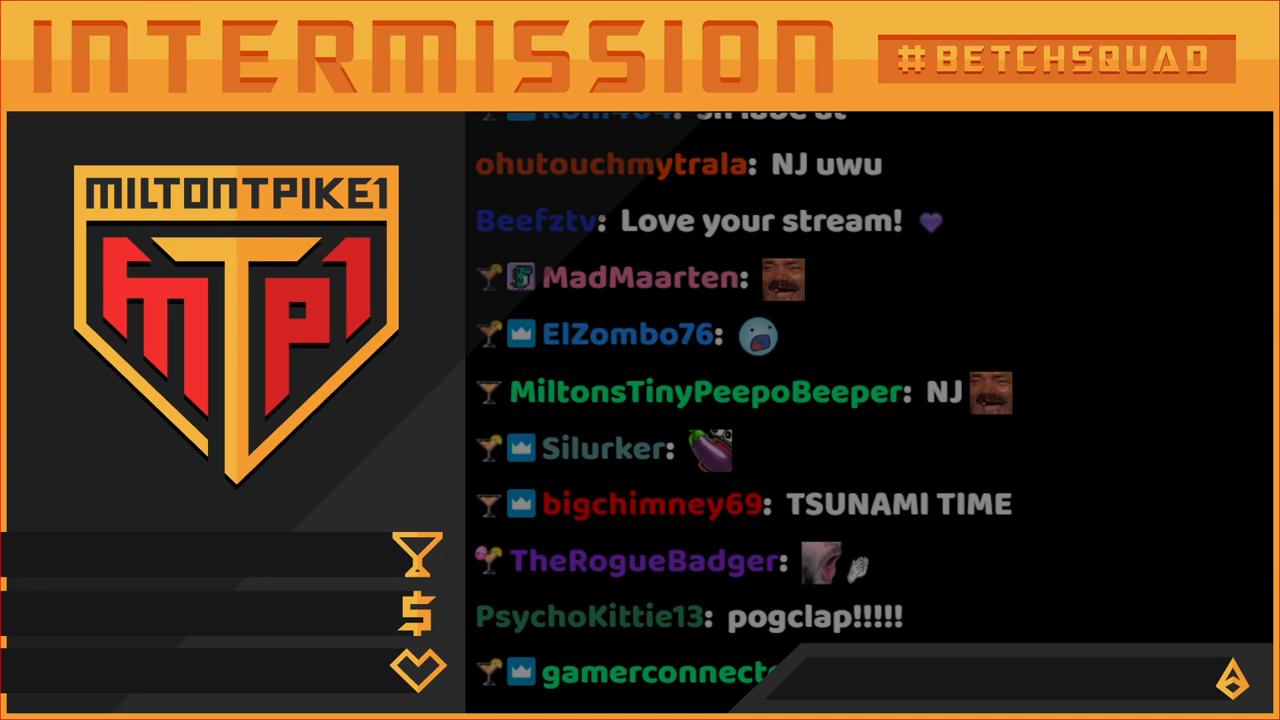 INTERMISSION
#BETCHSQUAD
MILTONTPIKE1
MTP1
ohutouchmytrala: NJ uwu
Beefztv: Love your stream!
MadMaarten:
ElZombo76:
MiltonsTinyPeepoBeeper: NJ
Silurker:
bigchimney69: TSUNAMI TIME
TheRogueBadger:
PsychoKittie13: pogclap!!!!!